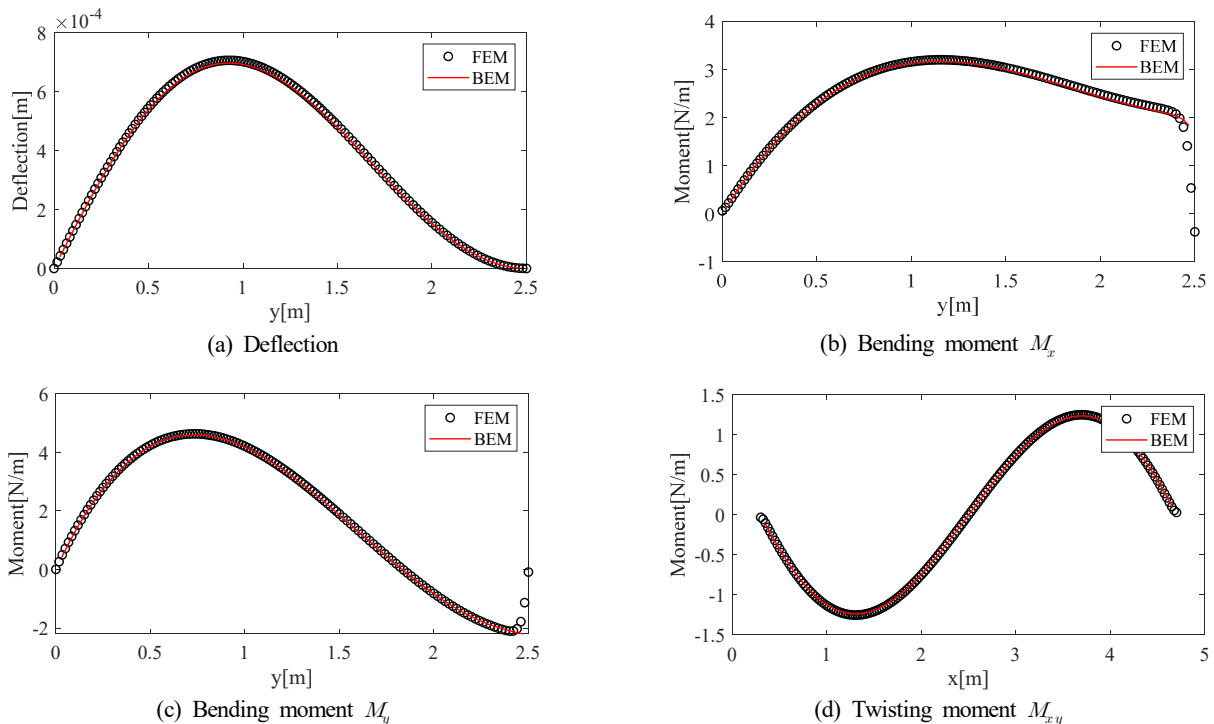 ×10⁻⁴
8
6
4
2
0
Deflection[m]
FEM
BEM
0 0.5 1 1.5 2 2.5
y[m]
(a) Deflection
4
3
2
1
0
-1
Moment[N/m]
FEM
BEM
0 0.5 1 1.5 2 2.5
y[m]
(b) Bending moment Mₓ
6
4
2
0
-2
Moment[N/m]
FEM
BEM
0 0.5 1 1.5 2 2.5
y[m]
(c) Bending moment M_y
1.5
1
0.5
0
-0.5
-1
-1.5
Moment[N/m]
FEM
BEM
0 1 2 3 4 5
x[m]
(d) Twisting moment M_xy